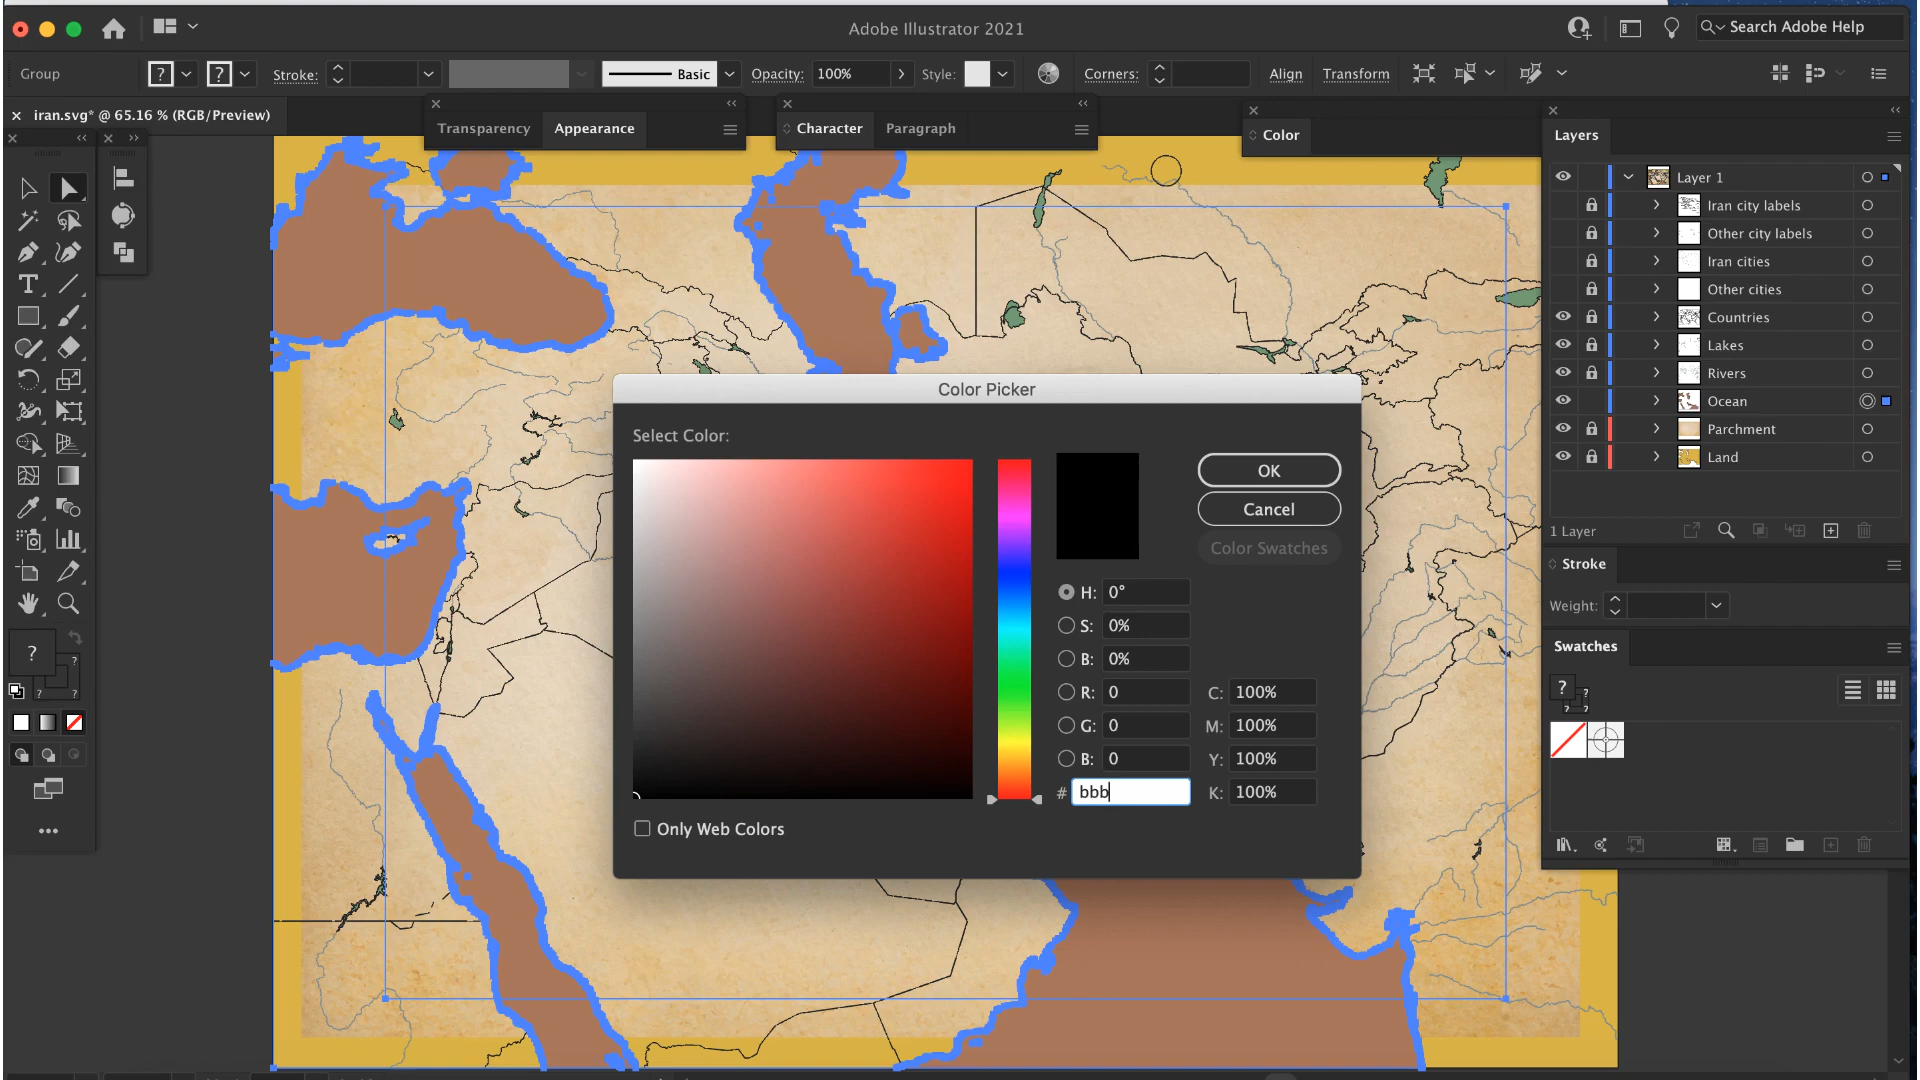 Adobe Illustrator 2021
Search Adobe Help
Group
?
?
Stroke:
Basic
Opacity:
100%
Style:
Corners:
Align
Transform
iran.svg* @ 65.16 % (RGB/Preview)
Transparency
Appearance
Character
Paragraph
Color
Layers
Layer 1
Iran city labels
Other city labels
Iran cities
Other cities
Countries
Lakes
Rivers
Ocean
Parchment
Land
1 Layer
Stroke
Weight:
Swatches
?
?
?
?
?
?
?
Color Picker
Select Color:
OK
Cancel
Color Swatches
H: 0°
S: 0%
B: 0%
R: 0 C: 100%
G: 0 M: 100%
B: 0 Y: 100%
# bbb K: 100%
Only Web Colors